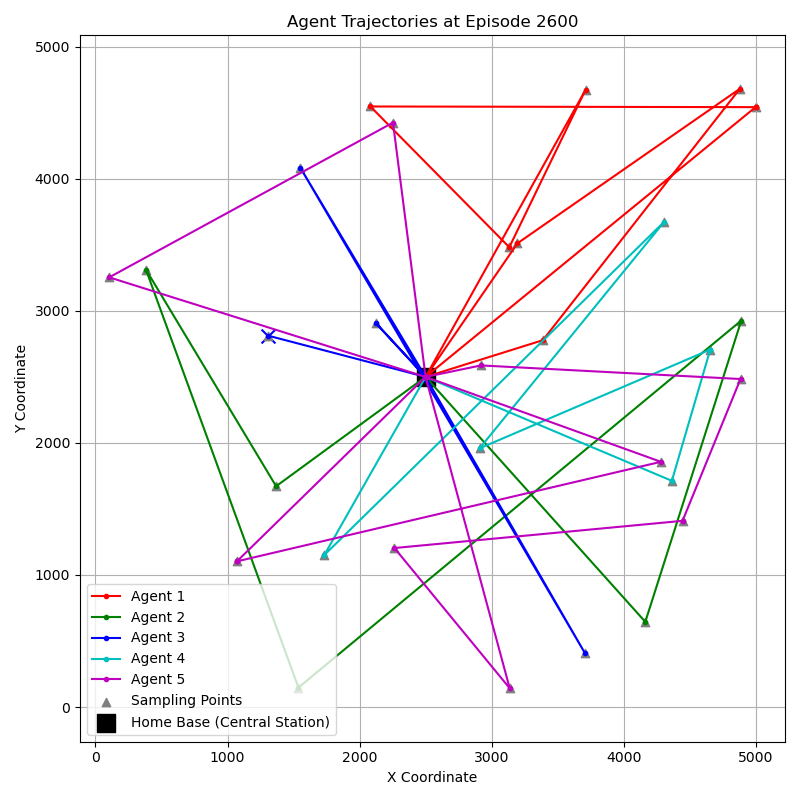 Agent Trajectories at Episode 2600
5000
4000
3000
2000
1000
0
Y Coordinate
Agent 1
Agent 2
Agent 3
Agent 4
Agent 5
Sampling Points
Home Base (Central Station)
0 1000 2000 3000 4000 5000
X Coordinate